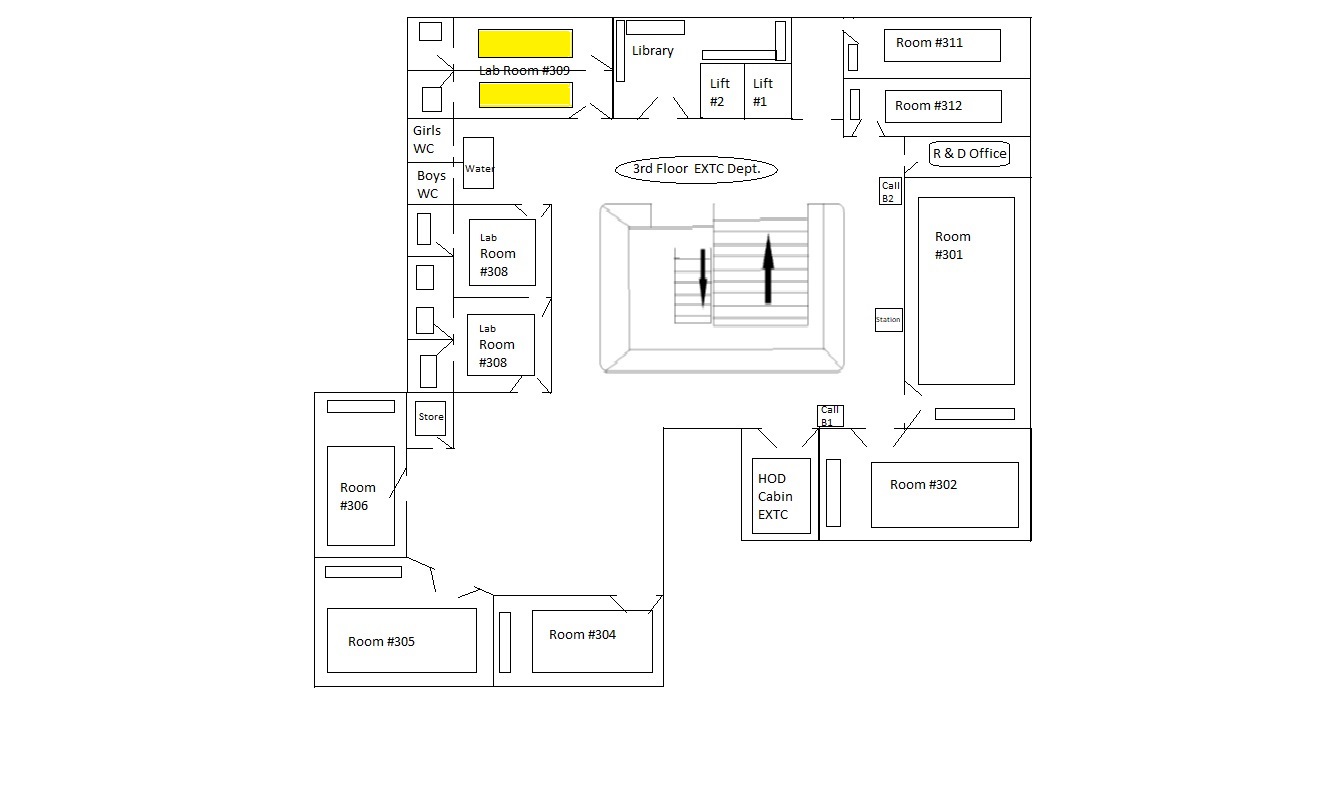 Room #311
Library
Lab Room #309
Lift
#2
Lift
#1
Room #312
Girls
WC
R & D Office
3rd Floor EXTC Dept.
Water
Boys
WC
Call
B2
Lab
Room
#308
Room
#301
Station
Lab
Room
#308
Call
B1
Store
HOD
Cabin
EXTC
Room #302
Room
#306
Room #305
Room #304